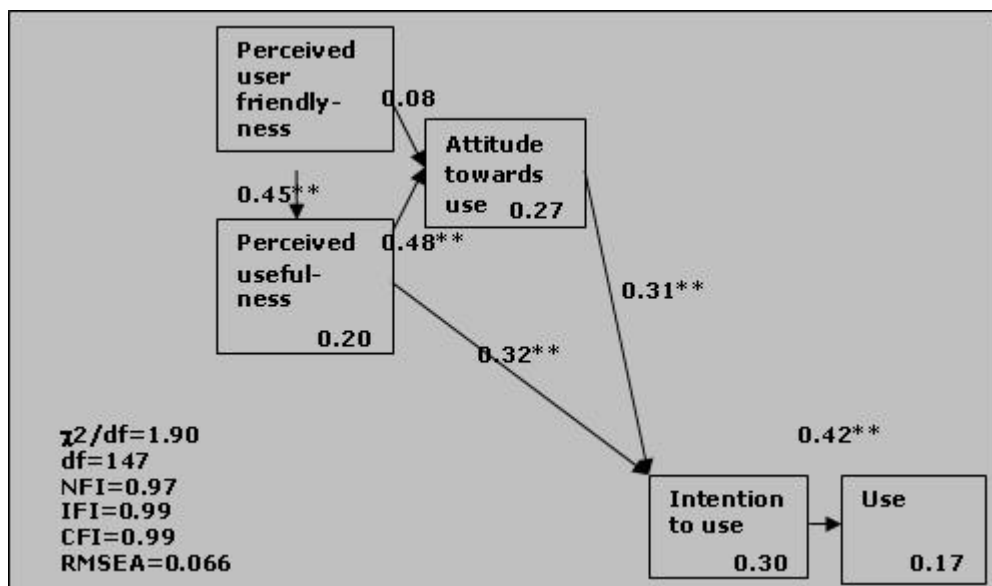 Perceived
user
friendly-
ness
0.08
Attitude
towards
use
0.27
0.45**
Perceived
useful-
ness
0.20
0.48**
0.31**
0.32**
χ2/df=1.90
df=147
NFI=0.97
IFI=0.99
CFI=0.99
RMSEA=0.066
0.42**
Intention
to use
0.30
Use
0.17